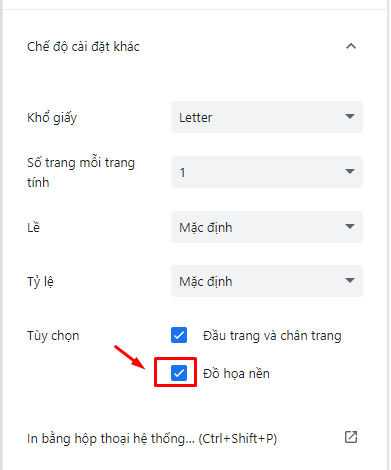 Chế độ cài đặt khác
Khổ giấy
Letter
Số trang mỗi trang
tính
1
Lề
Mặc định
Tỷ lệ
Mặc định
Tùy chọn
Đầu trang và chân trang
Đồ họa nền
In bằng hộp thoại hệ thống... (Ctrl+Shift+P)